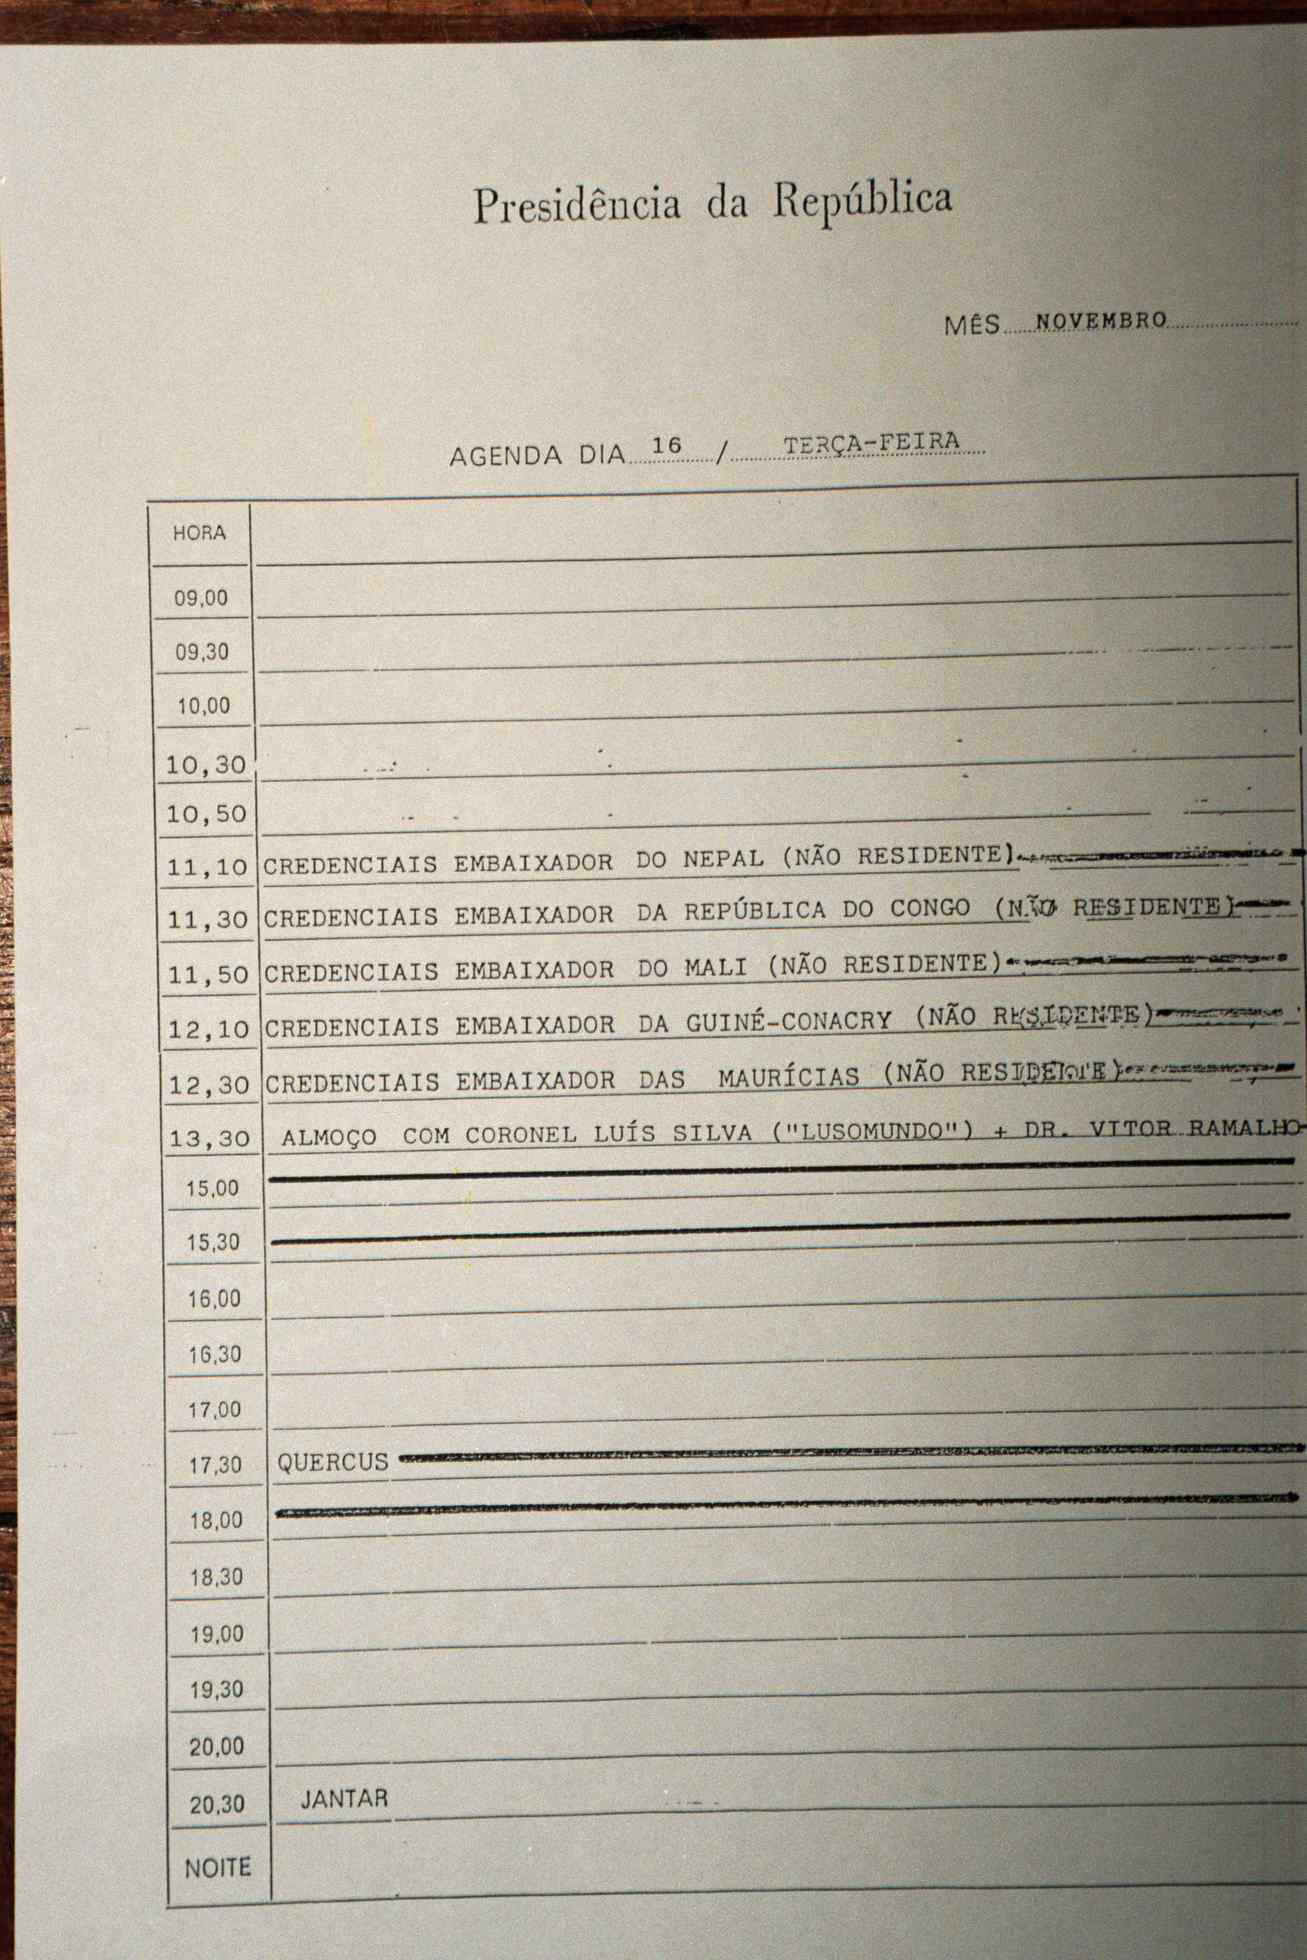 Presidência da República
MÊS NOVEMBRO
AGENDA DIA 16 / TERÇA-FEIRA
HORA
09,00
09,30
10,00
10,30
10,50
11,10 CREDENCIAIS EMBAIXADOR DO NEPAL (NÃO RESIDENTE)
11,30 CREDENCIAIS EMBAIXADOR DA REPÚBLICA DO CONGO (NÃO RESIDENTE)
11,50 CREDENCIAIS EMBAIXADOR DO MALI (NÃO RESIDENTE)
12,10 CREDENCIAIS EMBAIXADOR DA GUINÉ-CONACRY (NÃO RESIDENTE)
12,30 CREDENCIAIS EMBAIXADOR DAS MAURÍCIAS (NÃO RESIDENTE)
13,30 ALMOÇO COM CORONEL LUÍS SILVA ("LUSOMUNDO") + DR. VITOR RAMALHO
15,00
15,30
16,00
16,30
17,00
17,30 QUERCUS
18,00
18,30
19,00
19,30
20,00
20,30 JANTAR
NOITE